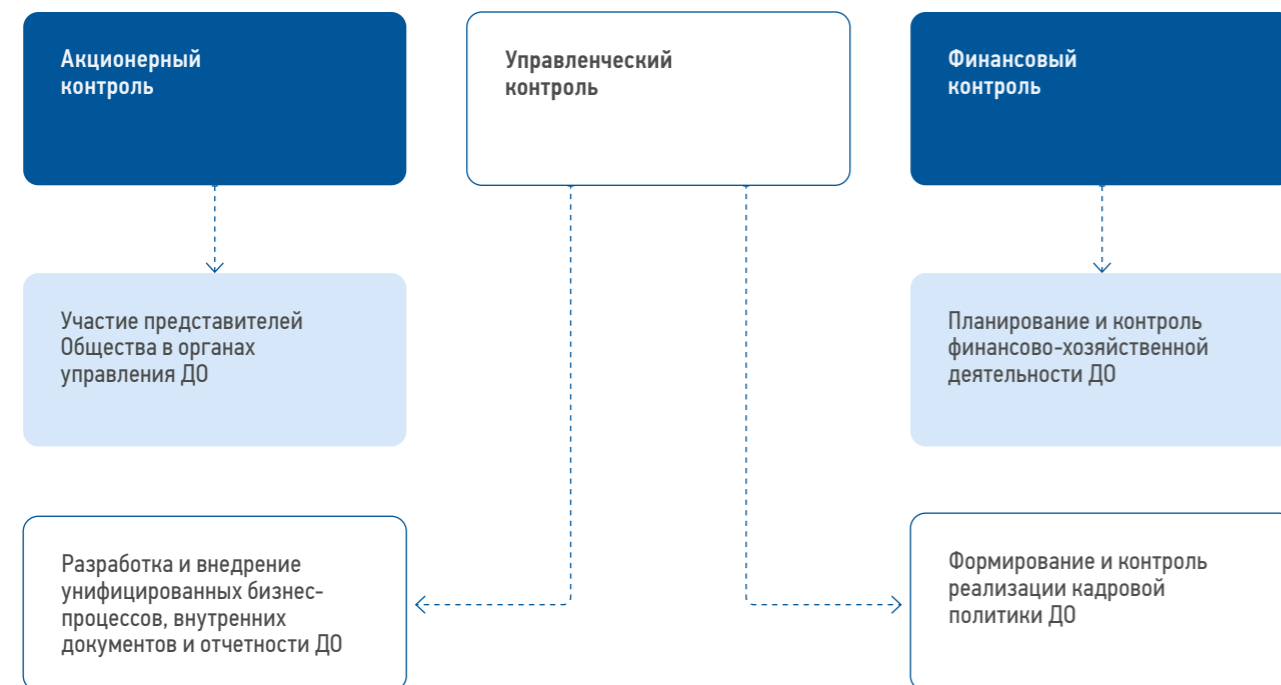 Акционерный
контроль
Управленческий
контроль
Финансовый
контроль
Участие представителей
Общества в органах
управления ДО
Планирование и контроль
финансово-хозяйственной
деятельности ДО
Разработка и внедрение
унифицированных бизнес-
процессов, внутренних
документов и отчетности ДО
Формирование и контроль
реализации кадровой
политики ДО